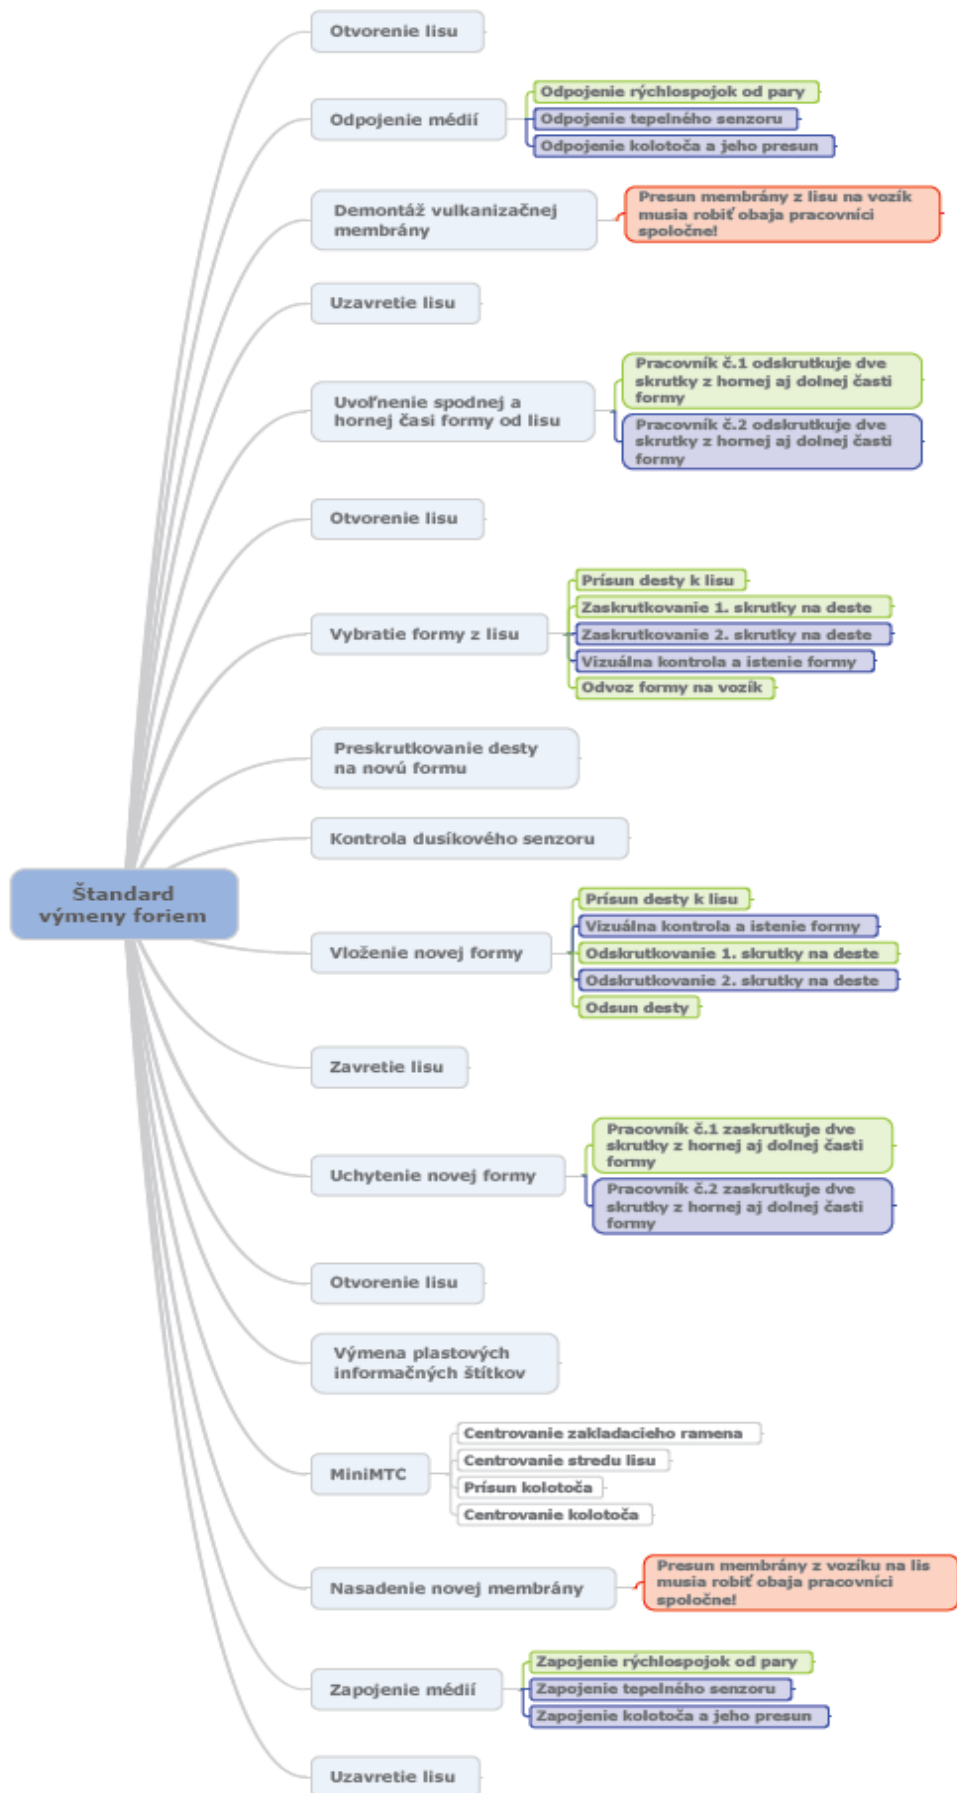 Štandard
výmeny foriem
Otvorenie lisu
Odpojenie médií
Odpojenie rýchlospojok od pary
Odpojenie tepelného senzoru
Odpojenie kolotoča a jeho presun
Demontáž vulkanizačnej
membrány
Presun membrány z lisu na vozík
musia robiť obaja pracovníci
spoločne!
Uzavretie lisu
Uvoľnenie spodnej a
hornej časi formy od lisu
Pracovník č.1 odskrutkuje dve
skrutky z hornej aj dolnej časti
formy
Pracovník č.2 odskrutkuje dve
skrutky z hornej aj dolnej časti
formy
Otvorenie lisu
Vybratie formy z lisu
Prísun desty k lisu
Zaskrutkovanie 1. skrutky na deste
Zaskrutkovanie 2. skrutky na deste
Vizuálna kontrola a istenie formy
Odvoz formy na vozík
Preskrutkovanie desty
na novú formu
Kontrola dusíkového senzoru
Vloženie novej formy
Prísun desty k lisu
Vizuálna kontrola a istenie formy
Odskrutkovanie 1. skrutky na deste
Odskrutkovanie 2. skrutky na deste
Odsun desty
Zavretie lisu
Uchytenie novej formy
Pracovník č.1 zaskrutkuje dve
skrutky z hornej aj dolnej časti
formy
Pracovník č.2 zaskrutkuje dve
skrutky z hornej aj dolnej časti
formy
Otvorenie lisu
Výmena plastových
informačných štítkov
MiniMTC
Centrovanie zakladacieho ramena
Centrovanie stredu lisu
Prísun kolotoča
Centrovanie kolotoča
Nasadenie novej membrány
Presun membrány z vozíku na lis
musia robiť obaja pracovníci
spoločne!
Zapojenie médií
Zapojenie rýchlospojok od pary
Zapojenie tepelného senzoru
Zapojenie kolotoča a jeho presun
Uzavretie lisu